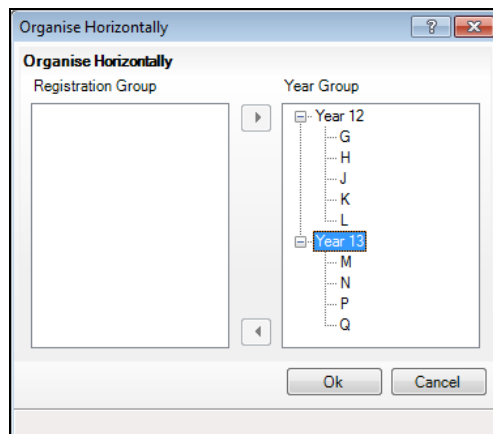 Organise Horizontally
?
Organise Horizontally
Registration Group
Year Group
Year 12
G
H
J
K
L
Year 13
M
N
P
Q
Ok
Cancel